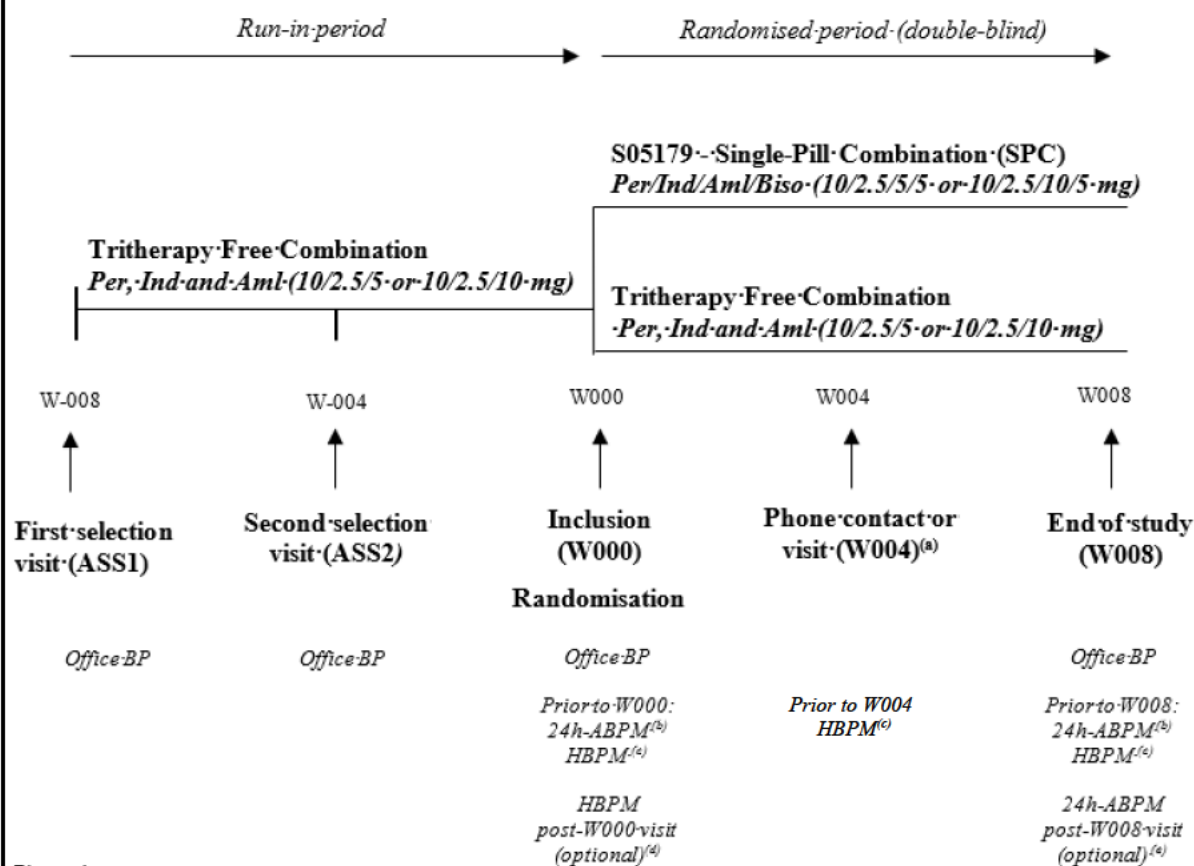 Run-in period
Randomised period (double-blind)
S05179 - Single-Pill Combination (SPC)
Per/Ind/Aml/Biso (10/2.5/5/5 or 10/2.5/10/5 mg)
Tritherapy Free Combination
Per, Ind and Aml (10/2.5/5 or 10/2.5/10 mg)
Tritherapy Free Combination
Per, Ind and Aml (10/2.5/5 or 10/2.5/10 mg)
W-008
W-004
W000
W004
W008
First selection
visit (ASS1)
Second selection
visit (ASS2)
Inclusion
(W000)
Randomisation
Phone contact or
visit (W004)(a)
End of study
(W008)
Office BP
Office BP
Office BP
Prior to W000:
24h-ABPM(b)
HBPM(c)
HBPM
post-W000 visit
(optional)(d)
Prior to W004
HBPM(c)
Office BP
Prior to W008:
24h-ABPM(b)
HBPM(c)
24h-ABPM
post-W008 visit
(optional)(e)